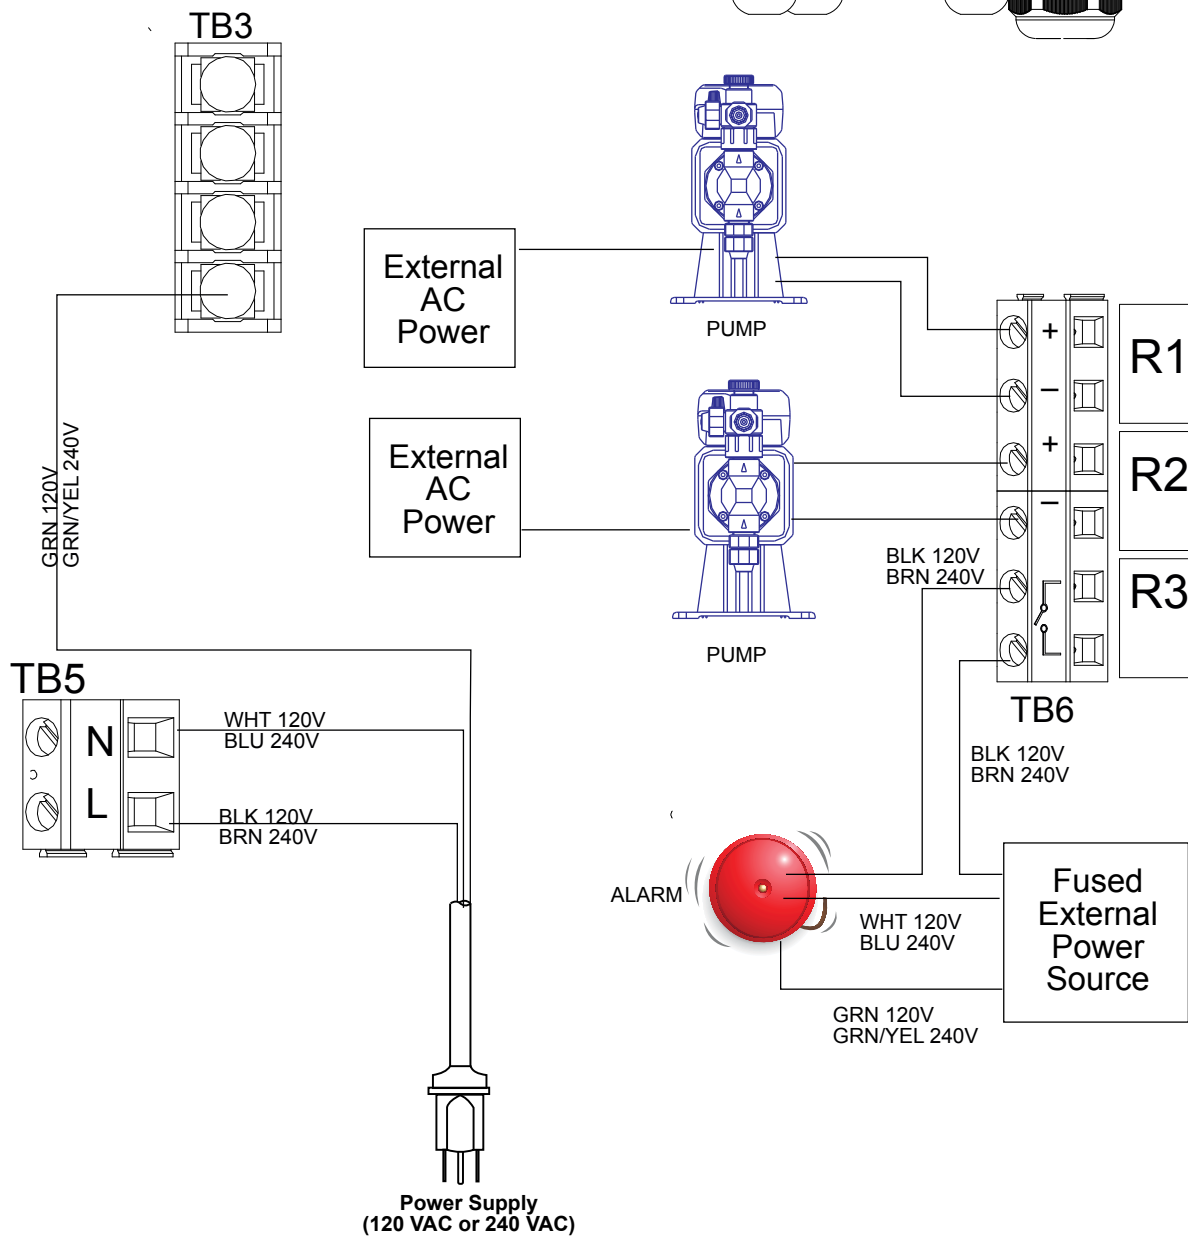 TB3
External
AC
Power
PUMP
+
−
+
−
R1
R2
R3
External
AC
Power
GRN 120V
GRN/YEL 240V
BLK 120V
BRN 240V
PUMP
TB5
N
L
WHT 120V
BLU 240V
BLK 120V
BRN 240V
TB6
BLK 120V
BRN 240V
ALARM
WHT 120V
BLU 240V
Fused
External
Power
Source
GRN 120V
GRN/YEL 240V
Power Supply
(120 VAC or 240 VAC)